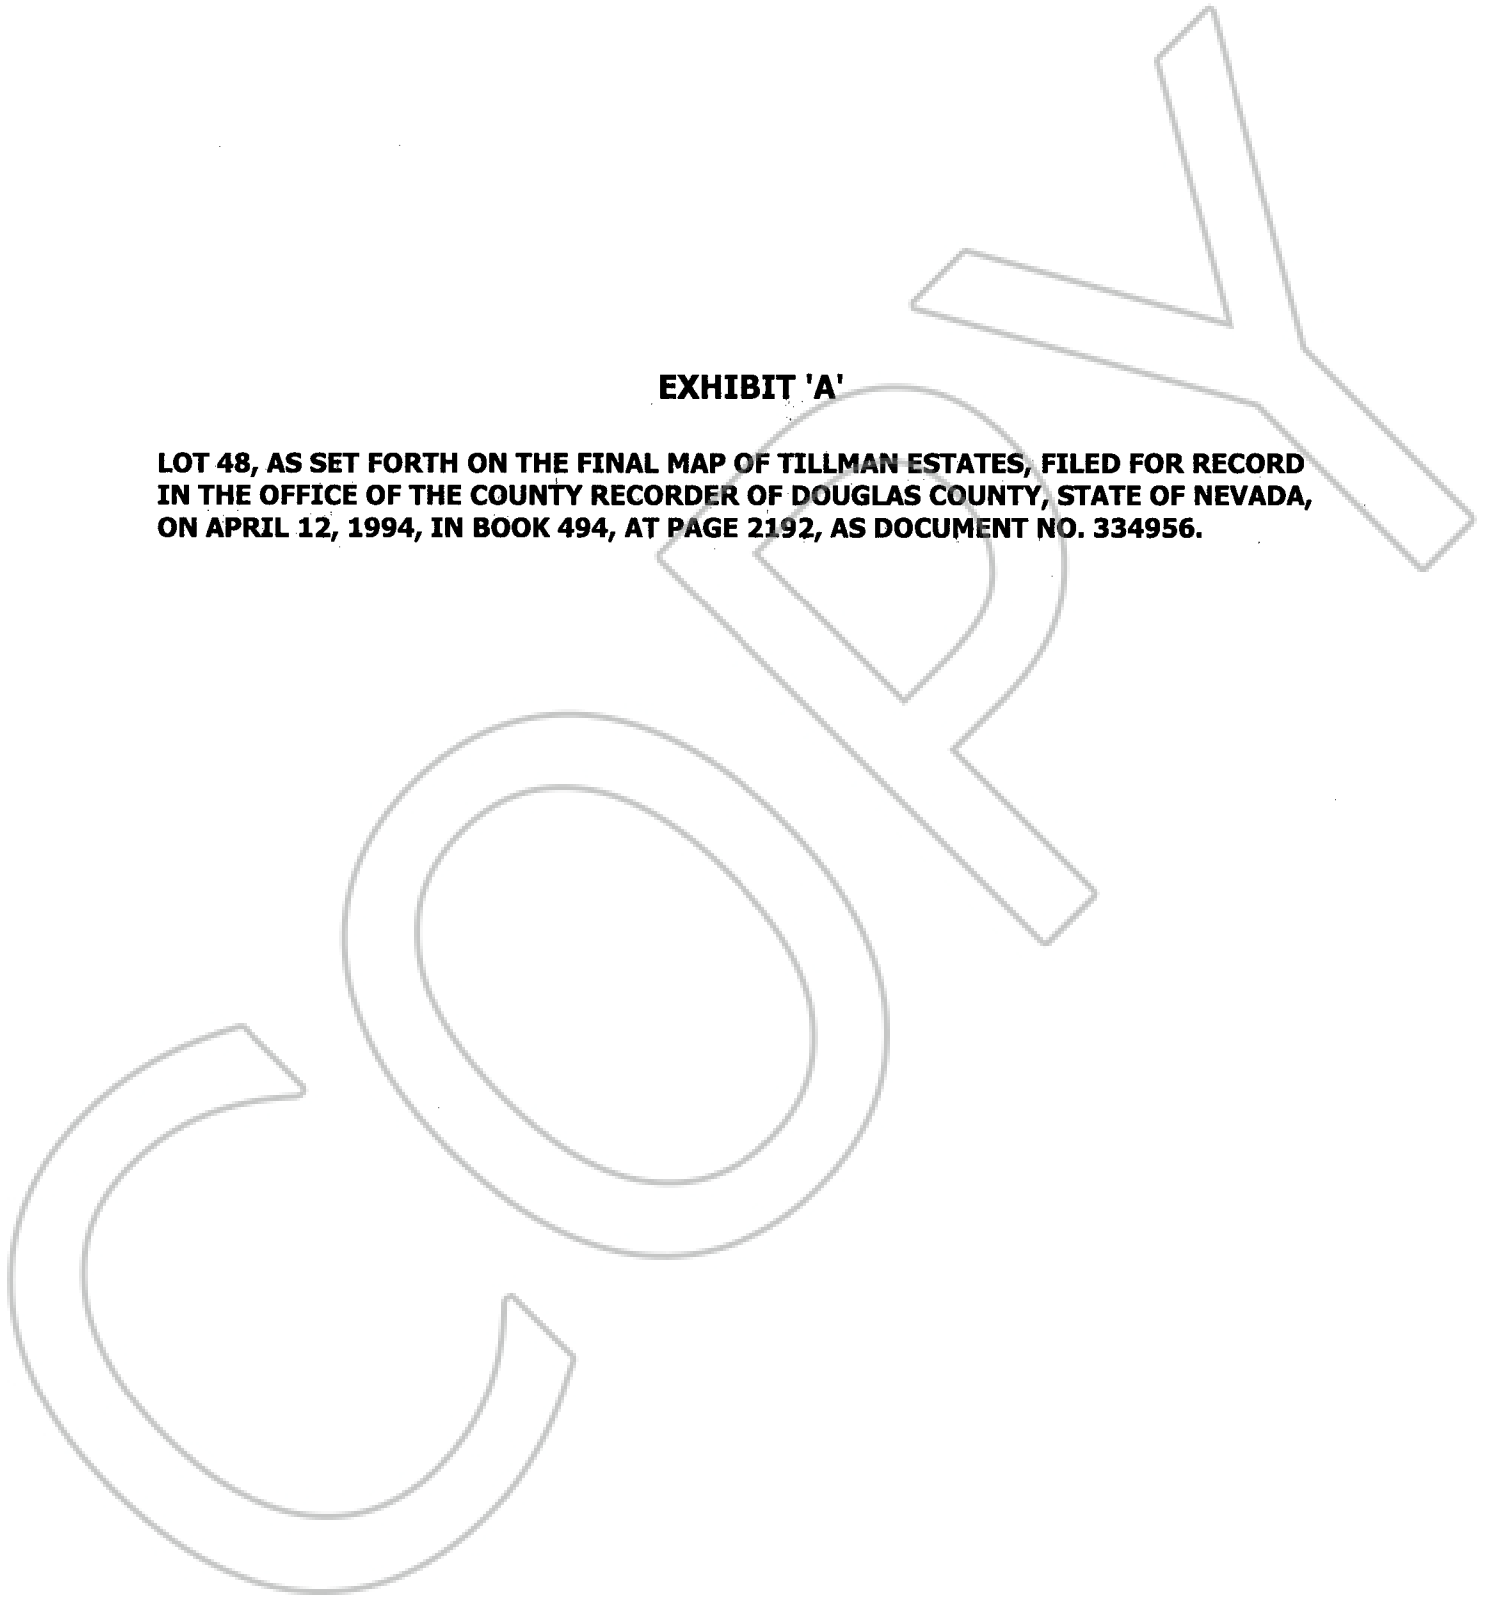 EXHIBIT 'A'
LOT 48, AS SET FORTH ON THE FINAL MAP OF TILLMAN ESTATES, FILED FOR RECORD
IN THE OFFICE OF THE COUNTY RECORDER OF DOUGLAS COUNTY, STATE OF NEVADA,
ON APRIL 12, 1994, IN BOOK 494, AT PAGE 2192, AS DOCUMENT NO. 334956.
COPY